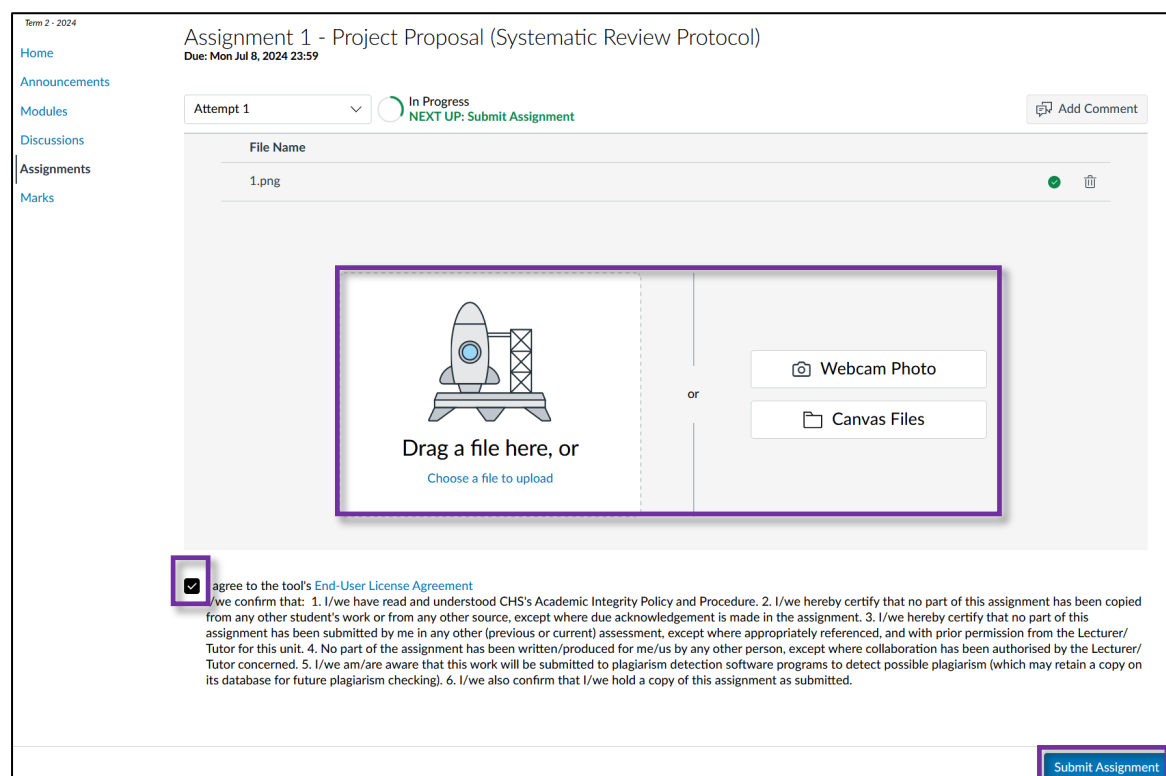 Term 2 - 2024
Home
Announcements
Modules
Discussions
Assignments
Marks
Assignment 1 - Project Proposal (Systematic Review Protocol)
Due: Mon Jul 8, 2024 23:59
Attempt 1
In Progress
NEXT UP: Submit Assignment
Add Comment
File Name
1.png
Drag a file here, or
Choose a file to upload
or
Webcam Photo
Canvas Files
agree to the tool's End-User License Agreement
I/we confirm that: 1. I/we have read and understood CHS's Academic Integrity Policy and Procedure. 2. I/we hereby certify that no part of this assignment has been copied
from any other student's work or from any other source, except where due acknowledgement is made in the assignment. 3. I/we hereby certify that no part of this
assignment has been submitted by me in any other (previous or current) assessment, except where appropriately referenced, and with prior permission from the Lecturer/
Tutor for this unit. 4. No part of the assignment has been written/produced for me/us by any other person, except where collaboration has been authorised by the Lecturer/
Tutor concerned. 5. I/we am/are aware that this work will be submitted to plagiarism detection software programs to detect possible plagiarism (which may retain a copy on
its database for future plagiarism checking). 6. I/we also confirm that I/we hold a copy of this assignment as submitted.
Submit Assignment